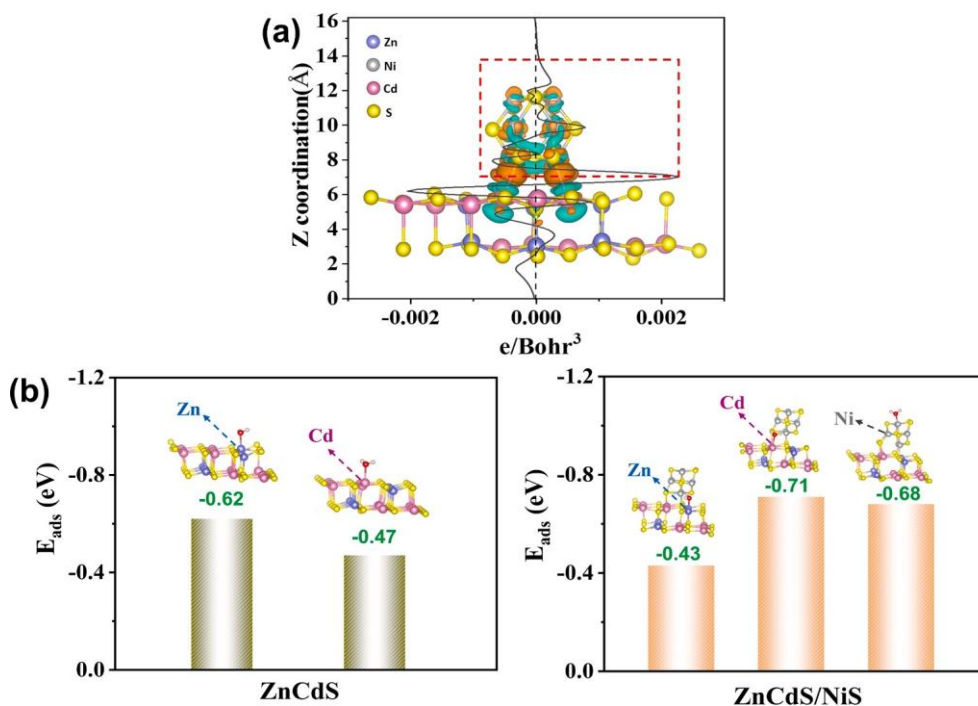 (a)
16
14
12
10
8
6
4
2
0
Z coordination(Å)
Zn
Ni
Cd
S
-0.002 0.000 0.002
e/Bohr³
(b)
-1.2
-0.8
-0.4
0.0
E_ads (eV)
Zn
-0.62
Cd
-0.47
ZnCdS
-1.2
-0.8
-0.4
0.0
E_ads (eV)
Zn
-0.43
Cd
-0.71
Ni
-0.68
ZnCdS/NiS